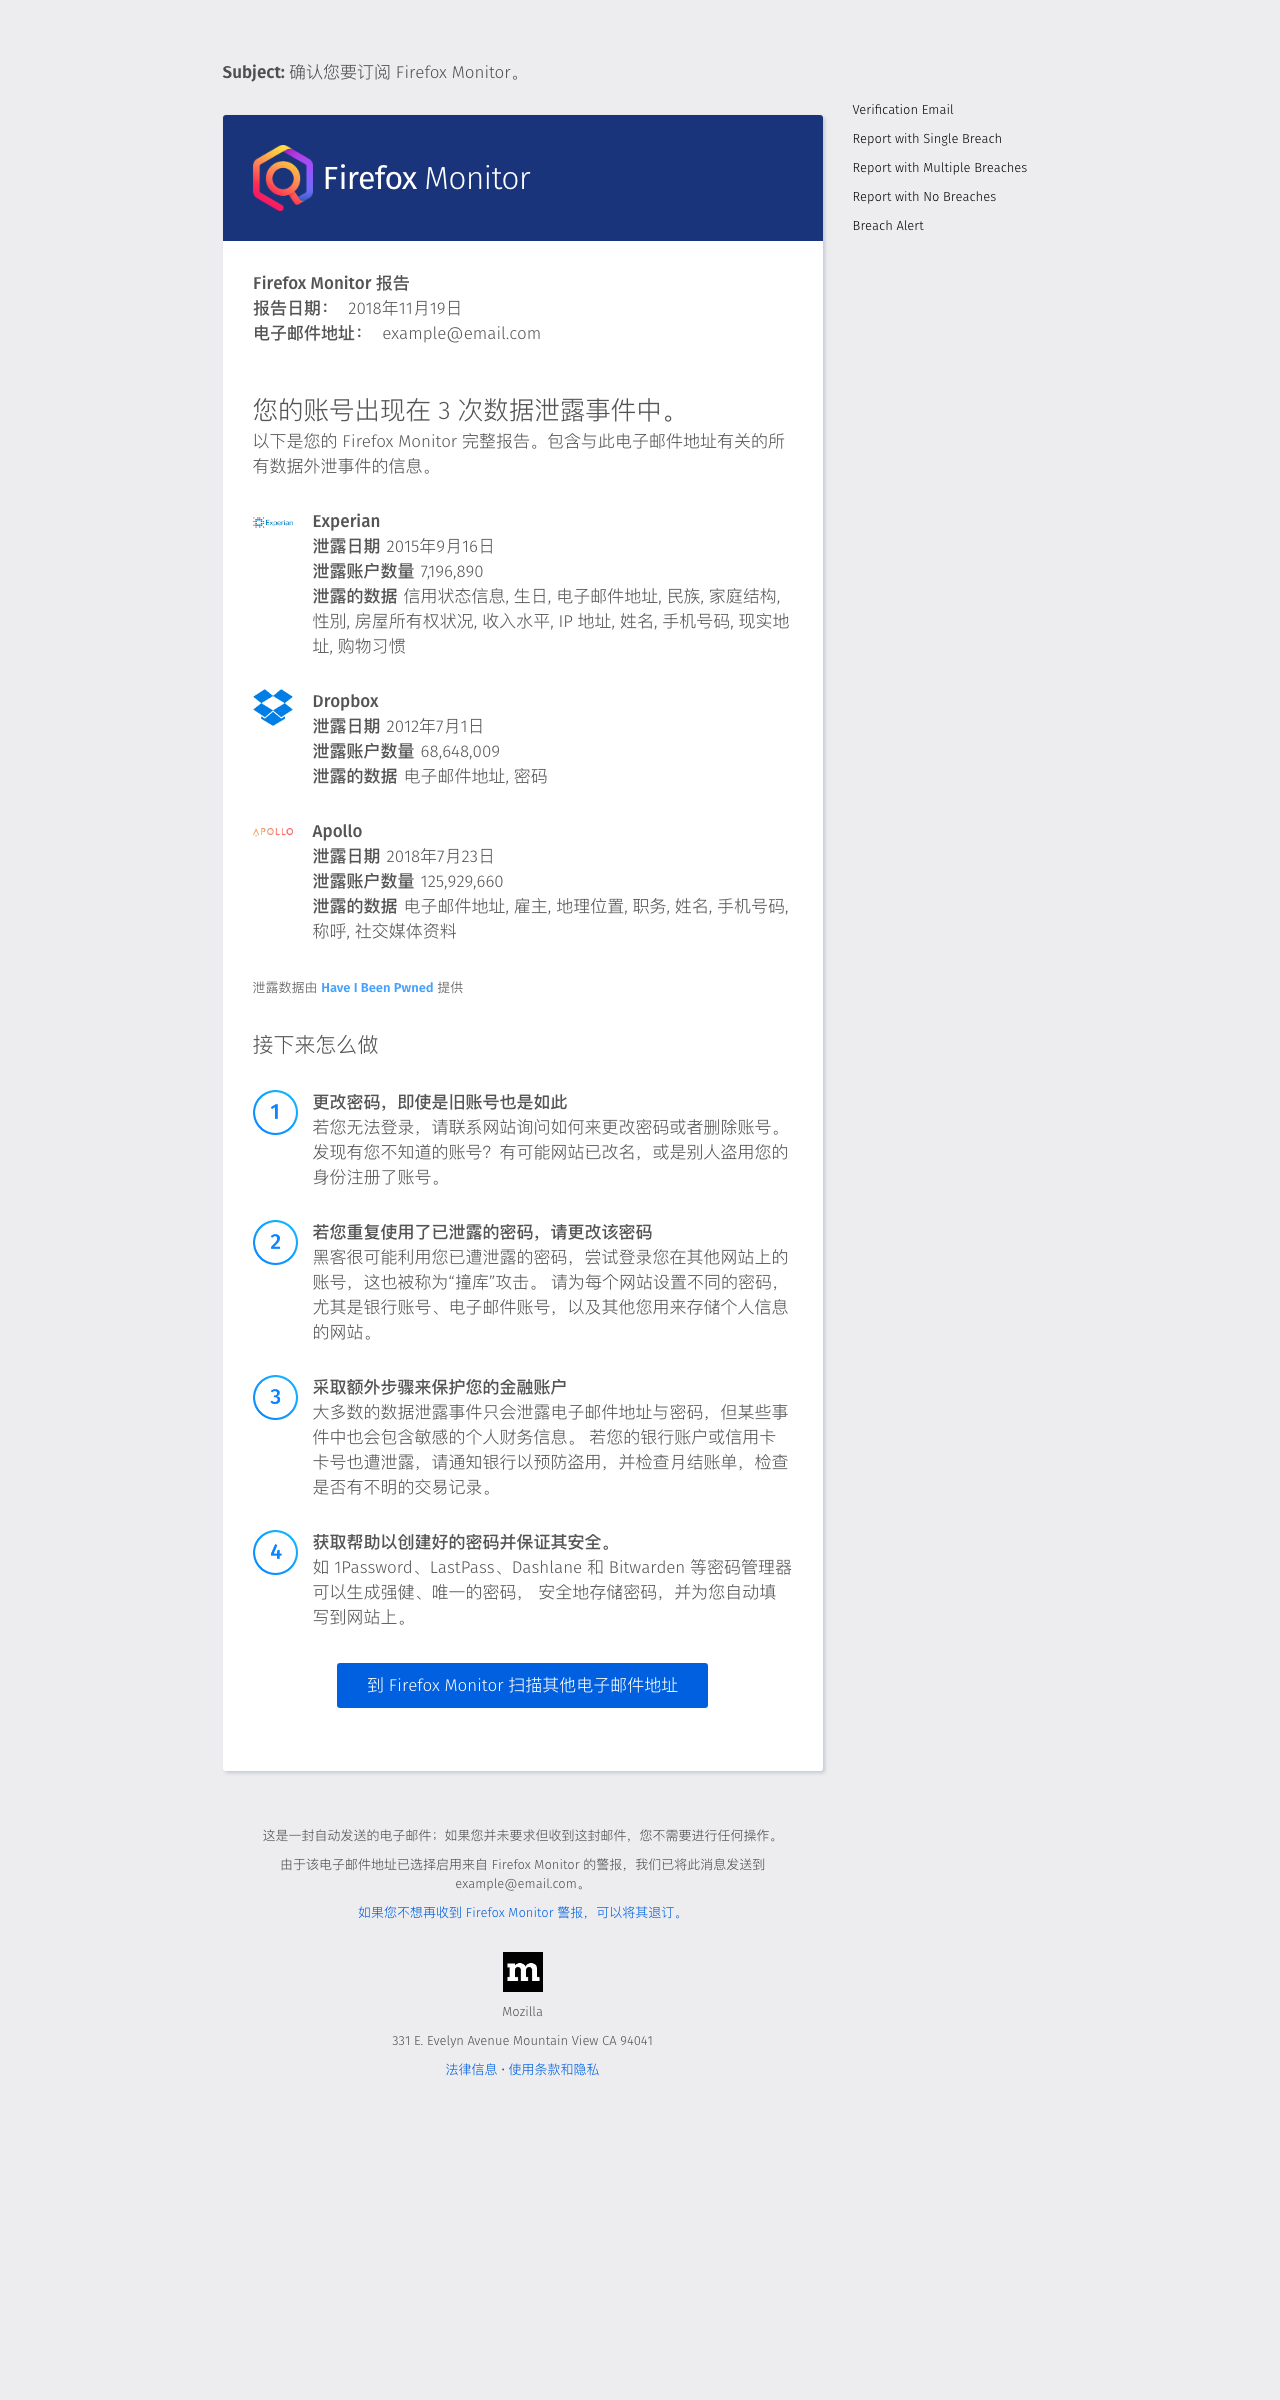 Subject: 确认您要订阅 Firefox Monitor。
Verification Email
Report with Single Breach
Report with Multiple Breaches
Report with No Breaches
Breach Alert
Firefox Monitor
Firefox Monitor 报告
报告日期： 2018年11月19日
电子邮件地址： example@email.com
您的账号出现在 3 次数据泄露事件中。
以下是您的 Firefox Monitor 完整报告。包含与此电子邮件地址有关的所
有数据外泄事件的信息。
Experian
Experian
泄露日期 2015年9月16日
泄露账户数量 7,196,890
泄露的数据 信用状态信息, 生日, 电子邮件地址, 民族, 家庭结构,
性别, 房屋所有权状况, 收入水平, IP 地址, 姓名, 手机号码, 现实地
址, 购物习惯
Dropbox
泄露日期 2012年7月1日
泄露账户数量 68,648,009
泄露的数据 电子邮件地址, 密码
APOLLO
Apollo
泄露日期 2018年7月23日
泄露账户数量 125,929,660
泄露的数据 电子邮件地址, 雇主, 地理位置, 职务, 姓名, 手机号码,
称呼, 社交媒体资料
泄露数据由 Have I Been Pwned 提供
接下来怎么做
1
更改密码，即使是旧账号也是如此
若您无法登录，请联系网站询问如何来更改密码或者删除账号。
发现有您不知道的账号？有可能网站已改名，或是别人盗用您的
身份注册了账号。
2
若您重复使用了已泄露的密码，请更改该密码
黑客很可能利用您已遭泄露的密码，尝试登录您在其他网站上的
账号，这也被称为“撞库”攻击。 请为每个网站设置不同的密码，
尤其是银行账号、电子邮件账号，以及其他您用来存储个人信息
的网站。
3
采取额外步骤来保护您的金融账户
大多数的数据泄露事件只会泄露电子邮件地址与密码，但某些事
件中也会包含敏感的个人财务信息。 若您的银行账户或信用卡
卡号也遭泄露，请通知银行以预防盗用，并检查月结账单，检查
是否有不明的交易记录。
4
获取帮助以创建好的密码并保证其安全。
如 1Password、LastPass、Dashlane 和 Bitwarden 等密码管理器
可以生成强健、唯一的密码， 安全地存储密码，并为您自动填
写到网站上。
到 Firefox Monitor 扫描其他电子邮件地址
这是一封自动发送的电子邮件；如果您并未要求但收到这封邮件，您不需要进行任何操作。
由于该电子邮件地址已选择启用来自 Firefox Monitor 的警报，我们已将此消息发送到
example@email.com。
如果您不想再收到 Firefox Monitor 警报，可以将其退订。
m
Mozilla
331 E. Evelyn Avenue Mountain View CA 94041
法律信息 · 使用条款和隐私